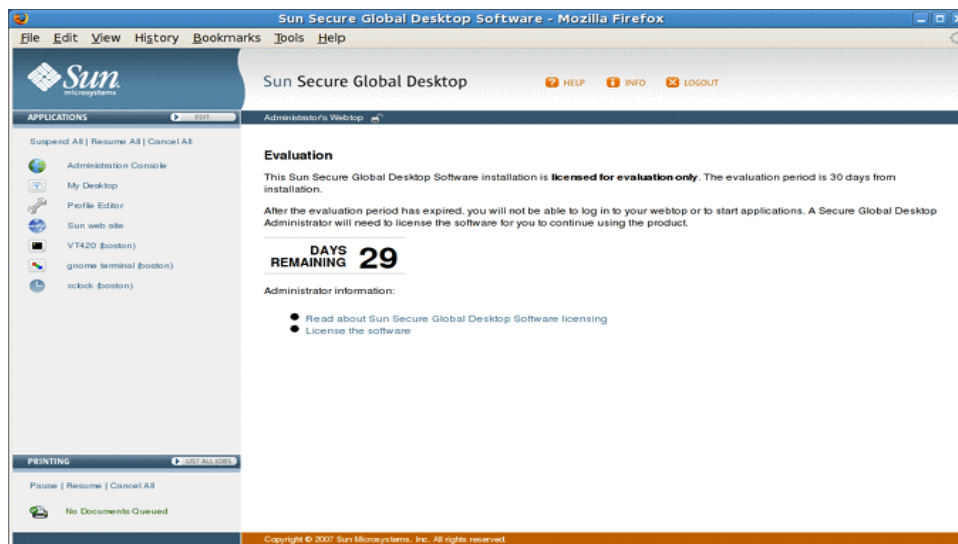 Sun Secure Global Desktop Software - Mozilla Firefox
File Edit View History Bookmarks Tools Help
Sun
microsystems
Sun Secure Global Desktop
HELP
INFO
LOGOUT
APPLICATIONS
EDIT
Administrator's Webtop
Suspend All | Resume All | Cancel All
Administration Console
My Desktop
Profile Editor
Sun web site
VT420 (boston)
gnome terminal (boston)
xclock (boston)
Evaluation
This Sun Secure Global Desktop Software installation is licensed for evaluation only. The evaluation period is 30 days from
installation.
After the evaluation period has expired, you will not be able to log in to your webtop or to start applications. A Secure Global Desktop
Administrator will need to license the software for you to continue using the product.
DAYS
REMAINING 29
Administrator information:
Read about Sun Secure Global Desktop Software licensing
License the software
PRINTING
LIST ALL JOBS
Pause | Resume | Cancel All
No Documents Queued
Copyright © 2007 Sun Microsystems, Inc. All rights reserved.